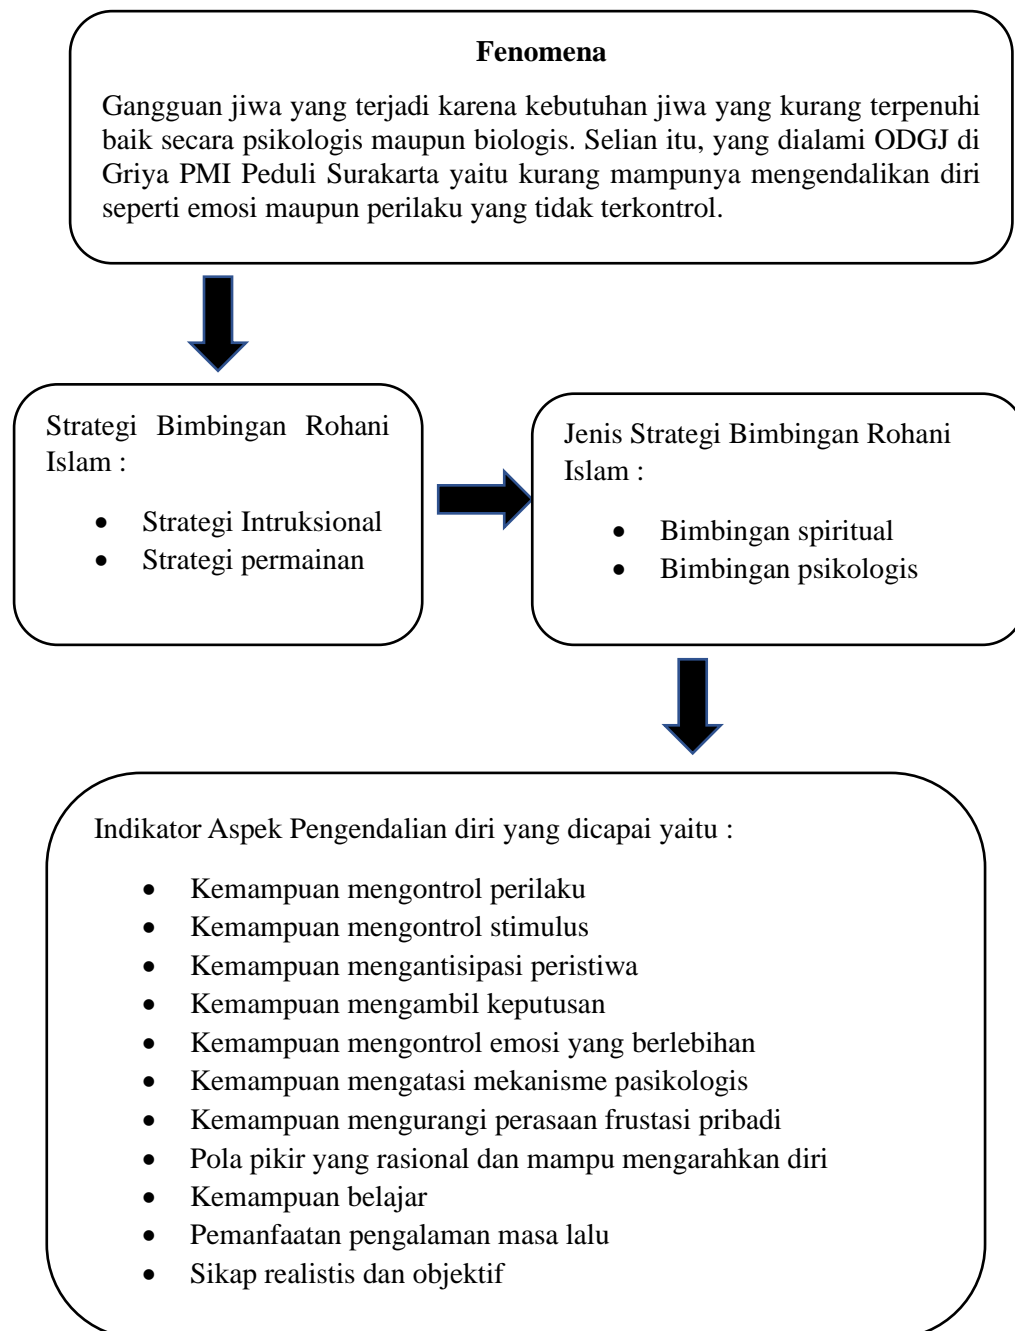 Fenomena
Gangguan jiwa yang terjadi karena kebutuhan jiwa yang kurang terpenuhi
baik secara psikologis maupun biologis. Selian itu, yang dialami ODGJ di
Griya PMI Peduli Surakarta yaitu kurang mampunya mengendalikan diri
seperti emosi maupun perilaku yang tidak terkontrol.
Strategi Bimbingan Rohani
Islam :
• Strategi Intruksional
• Strategi permainan
Jenis Strategi Bimbingan Rohani
Islam :
• Bimbingan spiritual
• Bimbingan psikologis
Indikator Aspek Pengendalian diri yang dicapai yaitu :
• Kemampuan mengontrol perilaku
• Kemampuan mengontrol stimulus
• Kemampuan mengantisipasi peristiwa
• Kemampuan mengambil keputusan
• Kemampuan mengontrol emosi yang berlebihan
• Kemampuan mengatasi mekanisme pasikologis
• Kemampuan mengurangi perasaan frustasi pribadi
• Pola pikir yang rasional dan mampu mengarahkan diri
• Kemampuan belajar
• Pemanfaatan pengalaman masa lalu
• Sikap realistis dan objektif